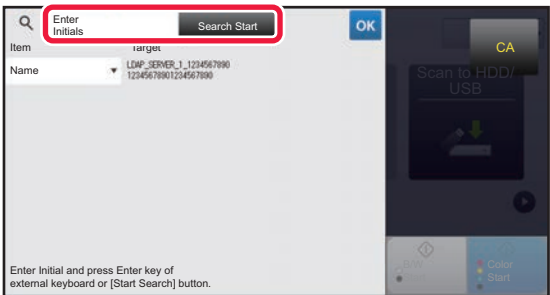 Enter
Initials
Search Start
OK
CA
Item
Target
Name
LDAP_SERVER_1_1234567890
12345678901234567890
Scan to HDD/
USB
Enter Initial and press Enter key of
external keyboard or [Start Search] button.
B/W
Start
Color
Start